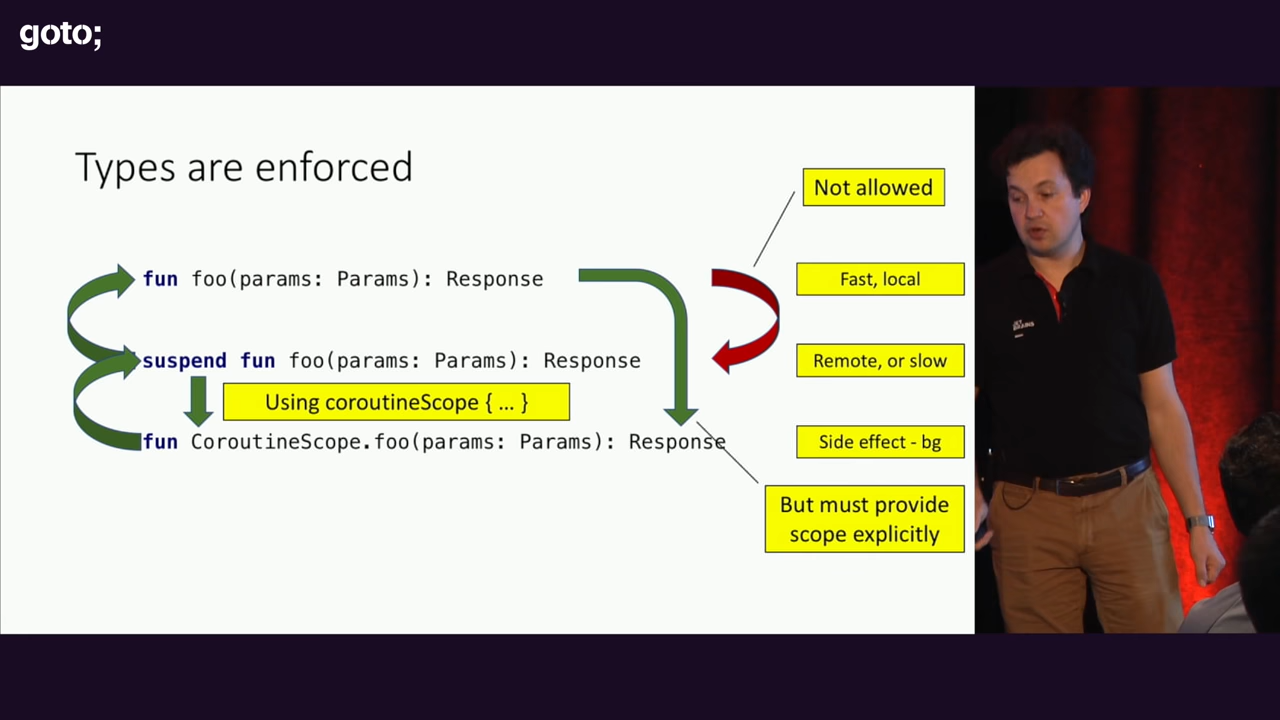 goto;
Types are enforced
Not allowed
fun foo(params: Params): Response
Fast, local
suspend fun foo(params: Params): Response
Remote, or slow
Using coroutineScope { … }
fun CoroutineScope.foo(params: Params): Response
Side effect - bg
But must provide
scope explicitly
JET
BRAINS